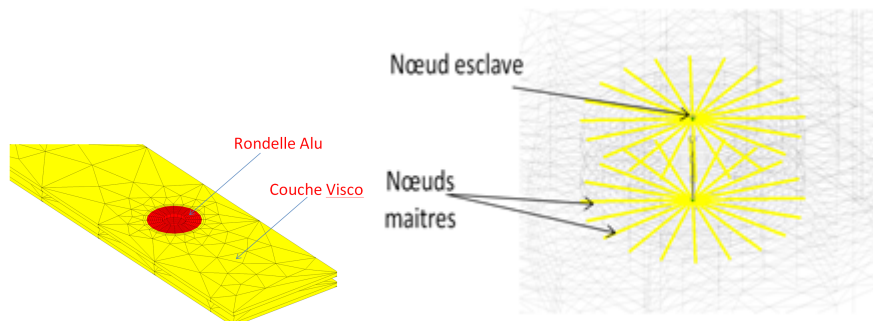 Rondelle Alu
Couche Visco
Nœud esclave
Nœuds
maitres